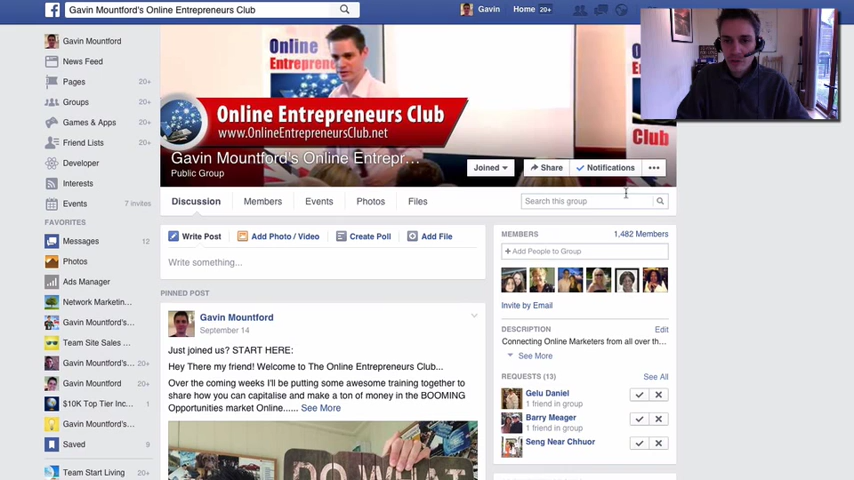 Gavin Mountford's Online Entrepreneurs Club
Gavin
Home 20+
Gavin Mountford
News Feed
Pages 20+
Groups 20+
Games & Apps 20+
Friend Lists 20+
Developer
Interests
Events 7 invites
FAVORITES
Messages 12
Photos
Ads Manager
Network Marketin...
Gavin Mountford's...
Team Site Sales ...
Gavin Mountford's... 20+
Gavin Mountford 20+
$10K Top Tier Inc... 1
Gavin Mountford's...
Saved 9
Team Start Living 20+
Online
Entrepreneurs
Club
Online Entrepreneurs Club
www.OnlineEntrepreneursClub.net
Gavin Mountford's Online Entrepr...
Public Group
Joined
Share
Notifications
Discussion Members Events Photos Files
Search this group
Write Post Add Photo / Video Create Poll Add File
Write something...
PINNED POST
Gavin Mountford
September 14
Just joined us? START HERE:
Hey There my friend! Welcome to The Online Entrepreneurs Club...
Over the coming weeks I'll be putting some awesome training together
to share how you can capitalise and make a ton of money in the BOOMING
Opportunities market Online...... See More
DO WHAT
MEMBERS 1,482 Members
+ Add People to Group
Invite by Email
DESCRIPTION Edit
Connecting Online Marketers from all over th...
See More
REQUESTS (13) See All
Gelu Daniel
1 friend in group
Barry Meager
1 friend in group
Seng Near Chhuor
1 friend in group